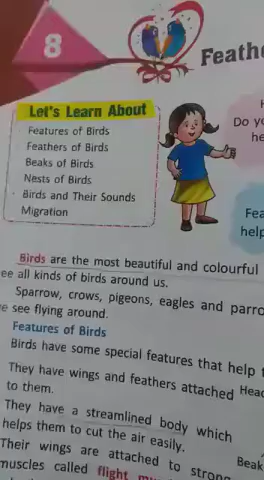 8
Feath
Let's Learn About
Features of Birds
Feathers of Birds
Beaks of Birds
Nests of Birds
Birds and Their Sounds
Migration
H
Do yo
he
Fea
help
Birds are the most beautiful and colourful
ee all kinds of birds around us.
Sparrow, crows, pigeons, eagles and parro
e see flying around.
Features of Birds
Birds have some special features that help t
They have wings and feathers attached
to them.
Head
They have a streamlined body which
helps them to cut the air easily.
Beak
Their wings are attached to strong
muscles called flight mus